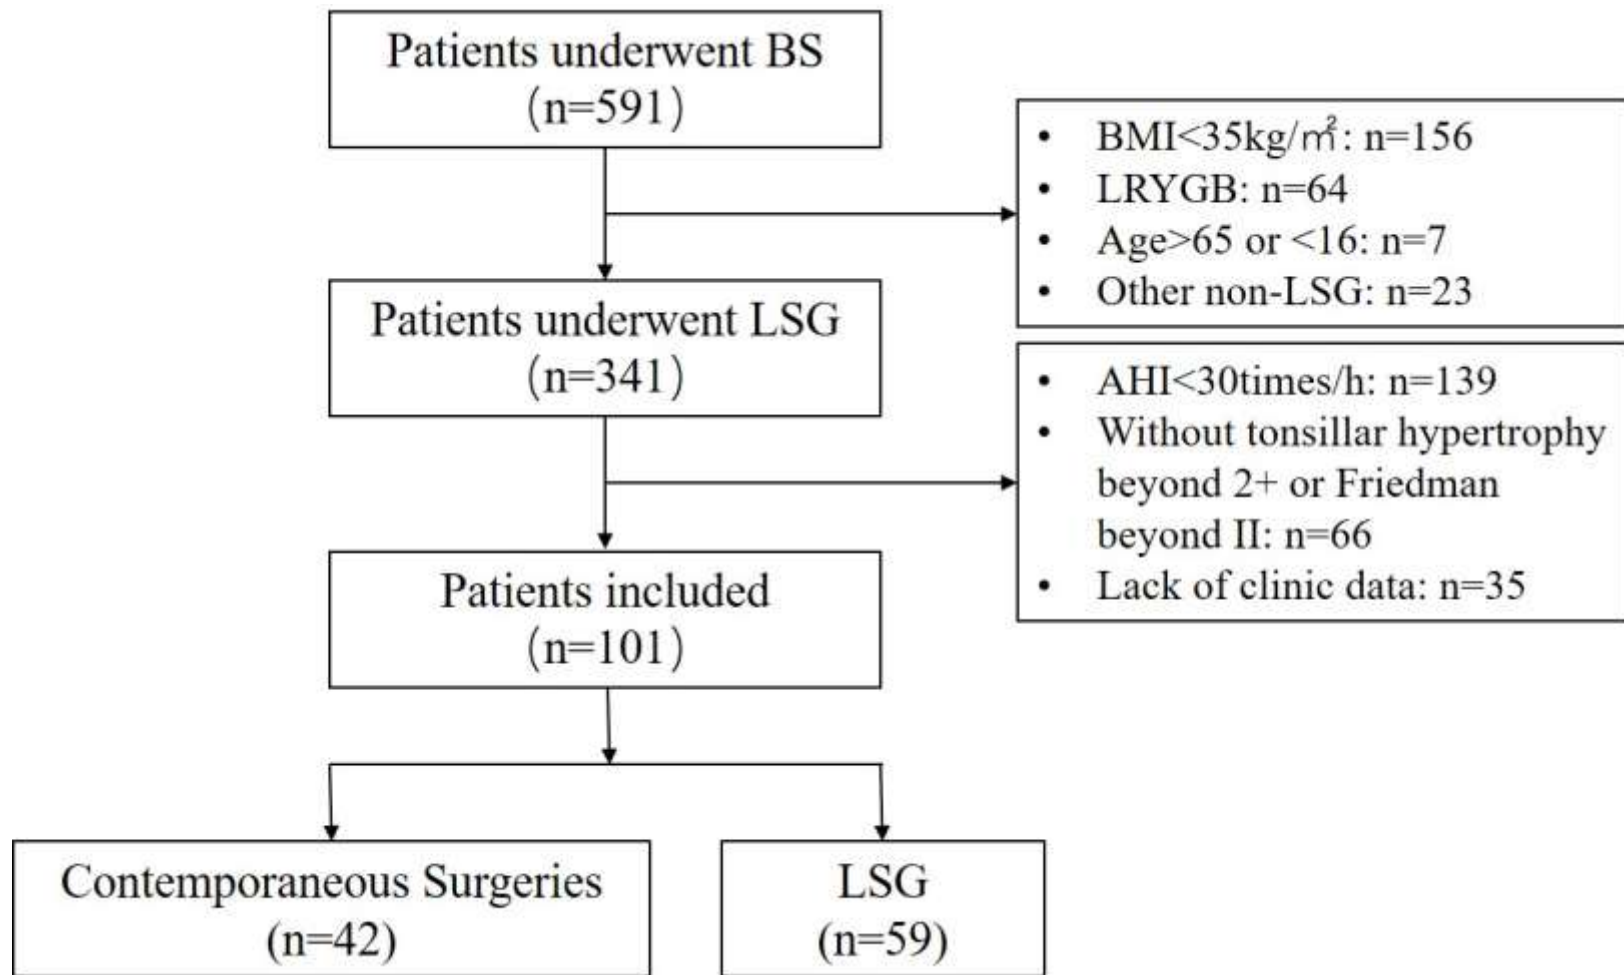 Patients underwent BS
(n=591)
• BMI<35kg/㎡: n=156
• LRYGB: n=64
• Age>65 or <16: n=7
• Other non-LSG: n=23
Patients underwent LSG
(n=341)
• AHI<30times/h: n=139
• Without tonsillar hypertrophy
beyond 2+ or Friedman
beyond II: n=66
• Lack of clinic data: n=35
Patients included
(n=101)
Contemporaneous Surgeries
(n=42)
LSG
(n=59)